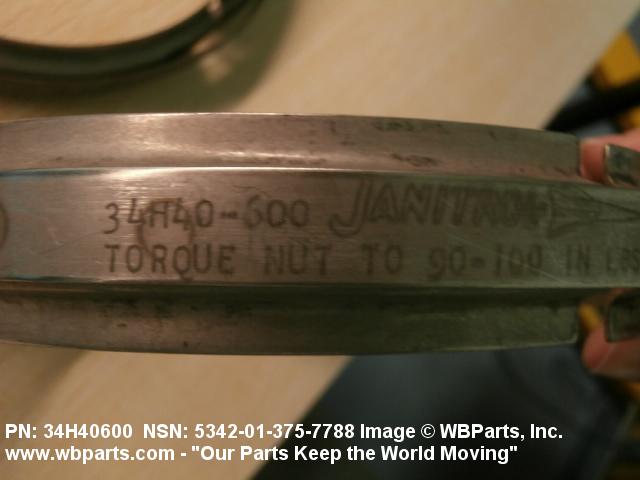 34H40-600 JANITROL
TORQUE NUT TO 90-100 IN LBS
PN: 34H40600 NSN: 5342-01-375-7788 Image © WBParts, Inc.
www.wbparts.com - "Our Parts Keep the World Moving"